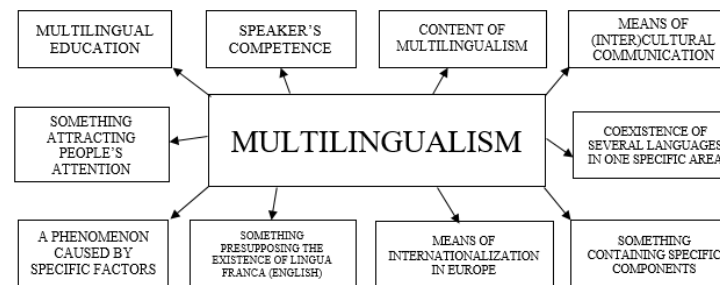 MULTILINGUAL
EDUCATION
SPEAKER'S
COMPETENCE
CONTENT OF
MULTILINGUALISM
MEANS OF
(INTER)CULTURAL
COMMUNICATION
SOMETHING
ATTRACTING
PEOPLE'S
ATTENTION
MULTILINGUALISM
COEXISTENCE OF
SEVERAL LANGUAGES
IN ONE SPECIFIC AREA
A PHENOMENON
CAUSED BY
SPECIFIC FACTORS
SOMETHING
PRESUPPOSING THE
EXISTENCE OF LINGUA
FRANCA (ENGLISH)
MEANS OF
INTERNATIONALIZATION
IN EUROPE
SOMETHING
CONTAINING SPECIFIC
COMPONENTS